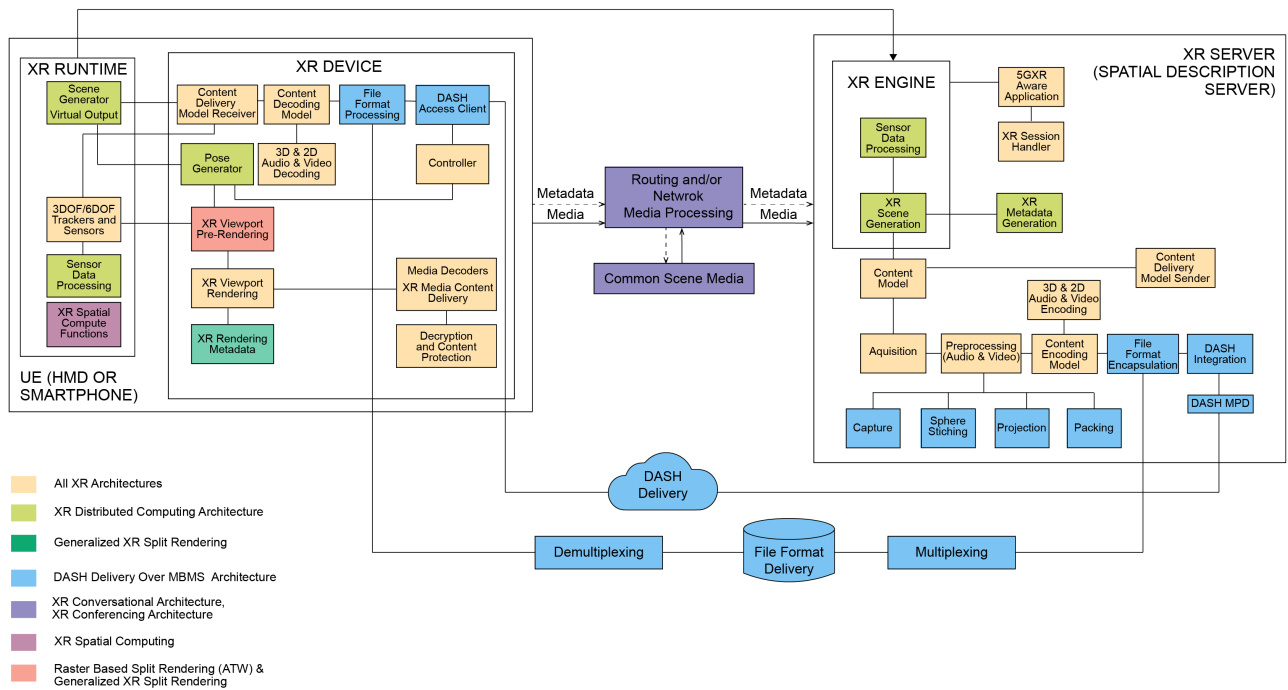 XR RUNTIME
Scene
Generator
Virtual Output
3DOF/6DOF
Trackers and
Sensors
Sensor
Data
Processing
XR Spatial
Compute
Functions
UE (HMD OR
SMARTPHONE)
XR DEVICE
Content
Delivery
Model Receiver
Content
Decoding
Model
File
Format
Processing
DASH
Access Client
Pose
Generator
3D & 2D
Audio & Video
Decoding
Controller
XR Viewport
Pre-Rendering
XR Viewport
Rendering
Media Decoders
XR Media Content
Delivery
XR Rendering
Metadata
Decryption
and Content
Protection
Metadata
Media
Routing and/or
Netwrok
Media Processing
Common Scene Media
Metadata
Media
XR SERVER
(SPATIAL DESCRIPTION
SERVER)
XR ENGINE
5GXR
Aware
Application
XR Session
Handler
Sensor
Data
Processing
XR
Scene
Generation
XR
Metadata
Generation
Content
Model
Content
Delivery
Model Sender
3D & 2D
Audio & Video
Encoding
Aquisition
Preprocessing
(Audio & Video)
Content
Encoding
Model
File
Format
Encapsulation
DASH
Integration
DASH MPD
Capture
Sphere
Stiching
Projection
Packing
DASH
Delivery
Demultiplexing
File Format
Delivery
Multiplexing
All XR Architectures
XR Distributed Computing Architecture
Generalized XR Split Rendering
DASH Delivery Over MBMS Architecture
XR Conversational Architecture,
XR Conferencing Architecture
XR Spatial Computing
Raster Based Split Rendering (ATW) &
Generalized XR Split Rendering